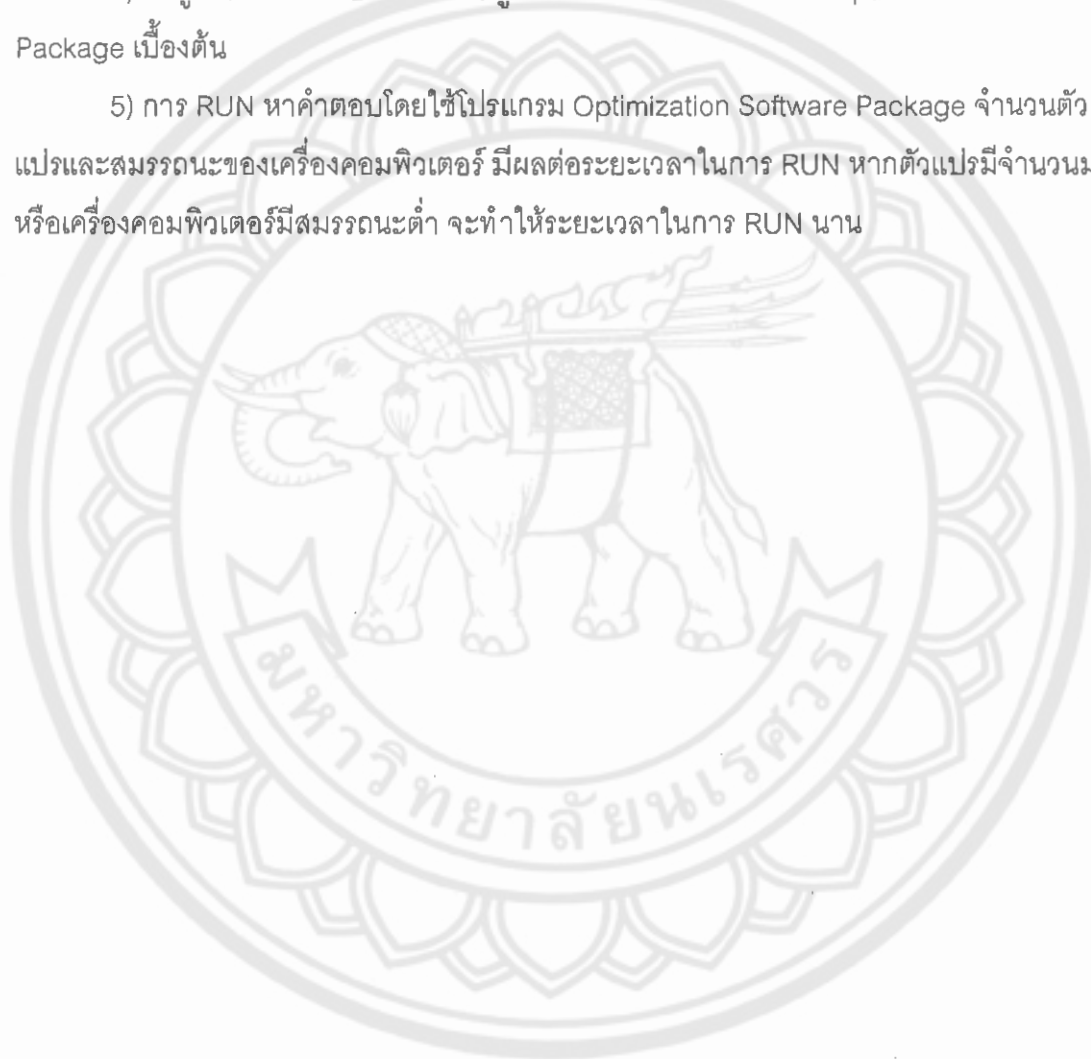 Package เบื้องต้น
5) การ RUN หาคำตอบโดยใช้โปรแกรม Optimization Software Package จำนวนตัว
แปรและสมรรถนะของเครื่องคอมพิวเตอร์ มีผลต่อระยะเวลาในการ RUN หากตัวแปรมีจำนวน
หรือเครื่องคอมพิวเตอร์มีสมรรถนะต่ำ จะทำให้ระยะเวลาในการ RUN นาน
มหาวิทยาลัยนเรศวร